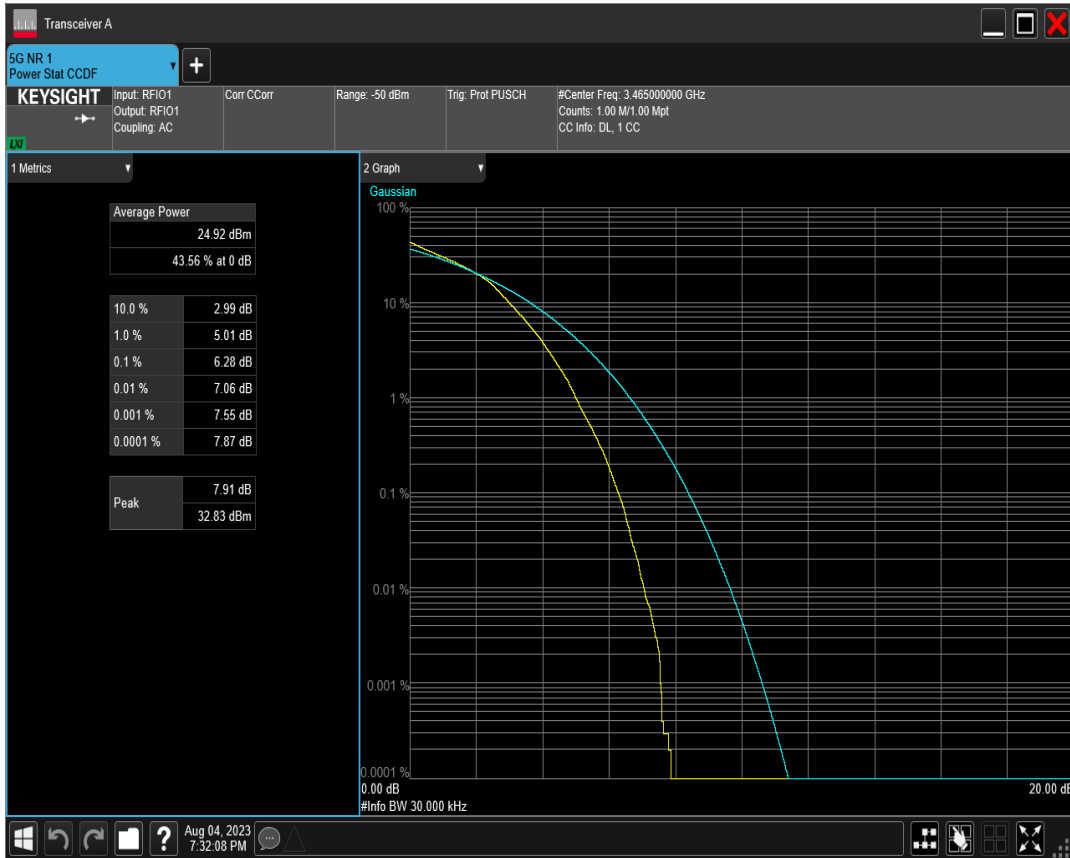 Transceiver A
5G NR 1
Power Stat CCDF
+
KEYSIGHT
LXI
Input: RFIO1
Output: RFIO1
Coupling: AC
Corr CCorr
Range: -50 dBm
Trig: Prot PUSCH
#Center Freq: 3.465000000 GHz
Counts: 1.00 M/1.00 Mpt
CC Info: DL, 1 CC
1 Metrics
Average Power
24.92 dBm
43.56 % at 0 dB
10.0 % 2.99 dB
1.0 % 5.01 dB
0.1 % 6.28 dB
0.01 % 7.06 dB
0.001 % 7.55 dB
0.0001 % 7.87 dB
Peak
7.91 dB
32.83 dBm
2 Graph
Gaussian
100 %
10 %
1 %
0.1 %
0.01 %
0.001 %
0.0001 %
0.00 dB 20.00 dB
#Info BW 30.000 kHz
? Aug 04, 2023
7:32:08 PM